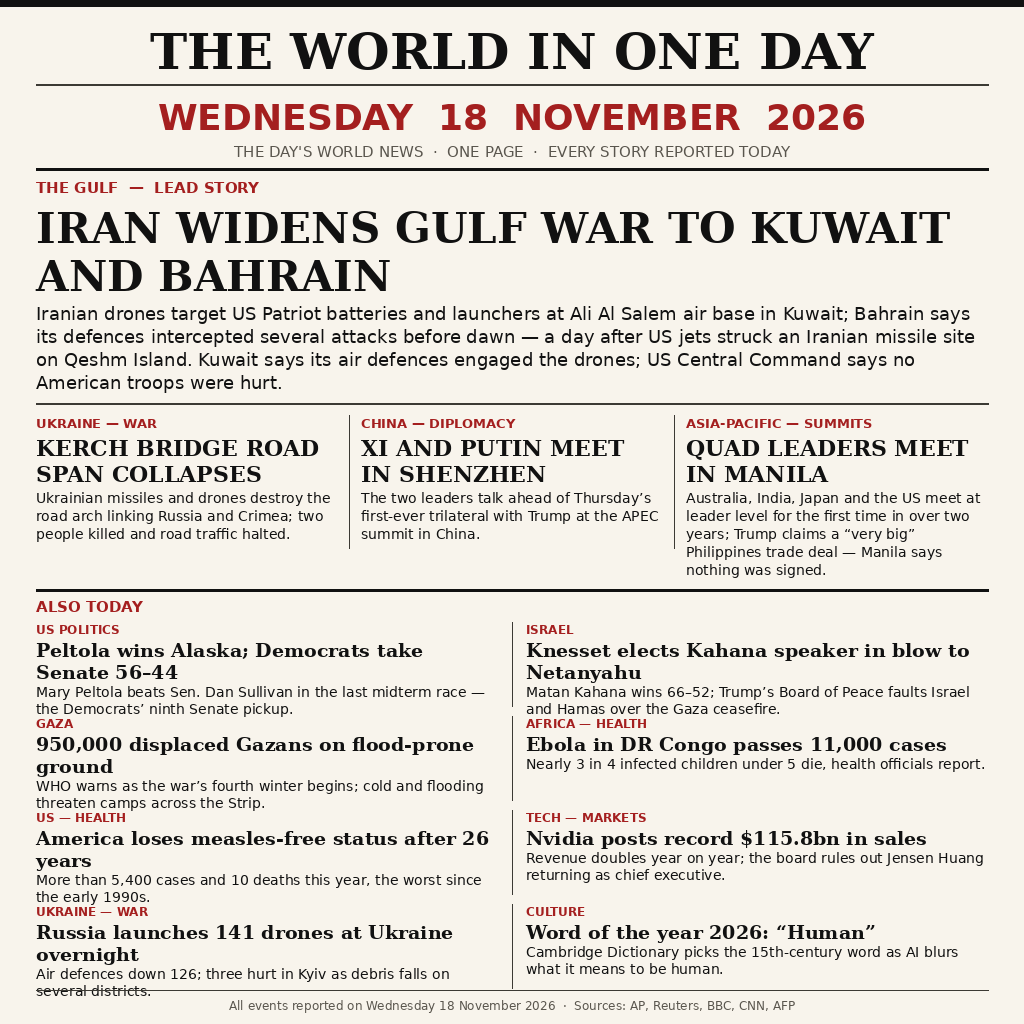 THE WORLD IN ONE DAY
WEDNESDAY 18 NOVEMBER 2026
THE DAY'S WORLD NEWS · ONE PAGE · EVERY STORY REPORTED TODAY
THE GULF — LEAD STORY
IRAN WIDENS GULF WAR TO KUWAIT
AND BAHRAIN
Iranian drones target US Patriot batteries and launchers at Ali Al Salem air base in Kuwait; Bahrain says
its defences intercepted several attacks before dawn — a day after US jets struck an Iranian missile site
on Qeshm Island. Kuwait says its air defences engaged the drones; US Central Command says no
American troops were hurt.
UKRAINE — WAR
KERCH BRIDGE ROAD
SPAN COLLAPSES
Ukrainian missiles and drones destroy the
road arch linking Russia and Crimea; two
people killed and road traffic halted.
CHINA — DIPLOMACY
XI AND PUTIN MEET
IN SHENZHEN
The two leaders talk ahead of Thursday’s
first-ever trilateral with Trump at the APEC
summit in China.
ASIA-PACIFIC — SUMMITS
QUAD LEADERS MEET
IN MANILA
Australia, India, Japan and the US meet at
leader level for the first time in over two
years; Trump claims a “very big”
Philippines trade deal — Manila says
nothing was signed.
ALSO TODAY
US POLITICS
Peltola wins Alaska; Democrats take
Senate 56–44
Mary Peltola beats Sen. Dan Sullivan in the last midterm race —
the Democrats’ ninth Senate pickup.
ISRAEL
Knesset elects Kahana speaker in blow to
Netanyahu
Matan Kahana wins 66–52; Trump’s Board of Peace faults Israel
and Hamas over the Gaza ceasefire.
GAZA
950,000 displaced Gazans on flood-prone
ground
WHO warns as the war’s fourth winter begins; cold and flooding
threaten camps across the Strip.
AFRICA — HEALTH
Ebola in DR Congo passes 11,000 cases
Nearly 3 in 4 infected children under 5 die, health officials report.
US — HEALTH
America loses measles-free status after 26
years
More than 5,400 cases and 10 deaths this year, the worst since
the early 1990s.
TECH — MARKETS
Nvidia posts record $115.8bn in sales
Revenue doubles year on year; the board rules out Jensen Huang
returning as chief executive.
UKRAINE — WAR
Russia launches 141 drones at Ukraine
overnight
Air defences down 126; three hurt in Kyiv as debris falls on
several districts.
CULTURE
Word of the year 2026: “Human”
Cambridge Dictionary picks the 15th-century word as AI blurs
what it means to be human.
All events reported on Wednesday 18 November 2026 · Sources: AP, Reuters, BBC, CNN, AFP